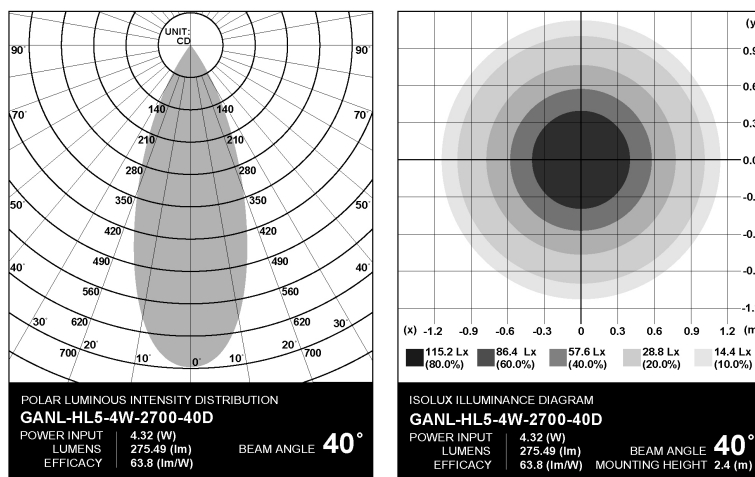 UNIT:
CD
90° 90°
70° 70°
50° 50°
40° 40°
30° 30°
20° 20°
10° 0° 10°
140 140
210 210
280 280
350 350
420 420
490 490
560 560
620 620
700 700
POLAR LUMINOUS INTENSITY DISTRIBUTION
GANL-HL5-4W-2700-40D
POWER INPUT 4.32 (W)
LUMENS 275.49 (lm)
EFFICACY 63.8 (lm/W)
BEAM ANGLE 40°
(y
0.9
0.6
0.3
0.0
-0.
-0.
-0.
-1.
(x) -1.2 -0.9 -0.6 -0.3 0 0.3 0.6 0.9 1.2 (m
115.2 Lx 86.4 Lx 57.6 Lx 28.8 Lx 14.4 Lx
(80.0%) (60.0%) (40.0%) (20.0%) (10.0%)
ISOLUX ILLUMINANCE DIAGRAM
GANL-HL5-4W-2700-40D
POWER INPUT 4.32 (W)
LUMENS 275.49 (lm)
EFFICACY 63.8 (lm/W)
BEAM ANGLE 40°
MOUNTING HEIGHT 2.4 (m)